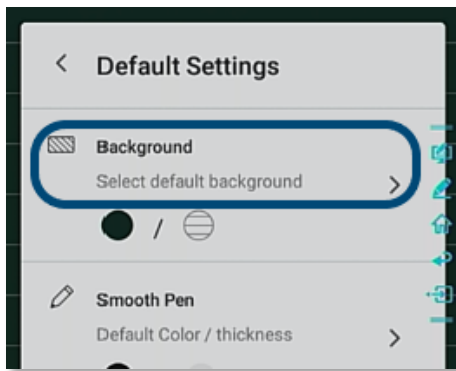 Default Settings
Background
Select default background
/
Smooth Pen
Default Color / thickness